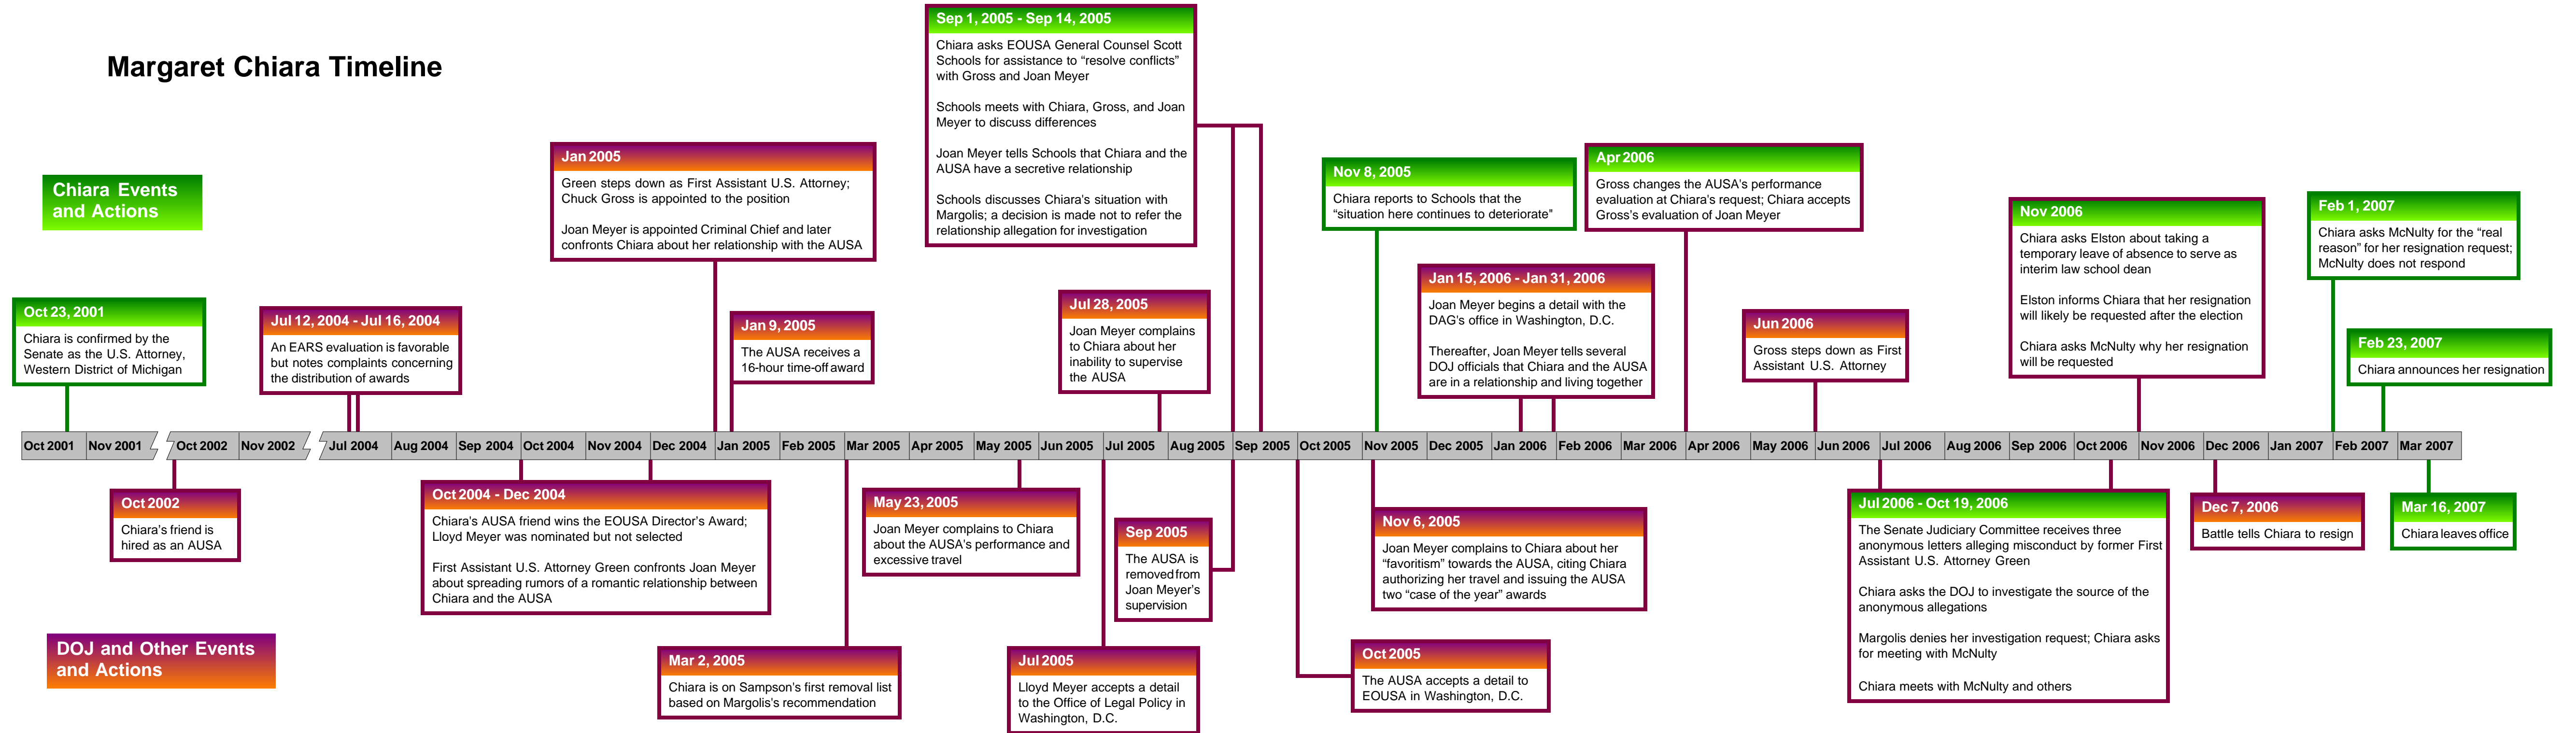 Margaret Chiara Timeline
Chiara Events
and Actions
Oct 23, 2001
Chiara is confirmed by the
Senate as the U.S. Attorney,
Western District of Michigan
Jul 12, 2004 - Jul 16, 2004
An EARS evaluation is favorable
but notes complaints concerning
the distribution of awards
Jan 2005
Green steps down as First Assistant U.S. Attorney;
Chuck Gross is appointed to the position
Joan Meyer is appointed Criminal Chief and later
confronts Chiara about her relationship with the AUSA
Jan 9, 2005
The AUSA receives a
16-hour time-off award
Sep 1, 2005 - Sep 14, 2005
Chiara asks EOUSA General Counsel Scott
Schools for assistance to “resolve conflicts”
with Gross and Joan Meyer
Schools meets with Chiara, Gross, and Joan
Meyer to discuss differences
Joan Meyer tells Schools that Chiara and the
AUSA have a secretive relationship
Schools discusses Chiara's situation with
Margolis; a decision is made not to refer the
relationship allegation for investigation
Jul 28, 2005
Joan Meyer complains
to Chiara about her
inability to supervise
the AUSA
Nov 8, 2005
Chiara reports to Schools that the
“situation here continues to deteriorate”
Jan 15, 2006 - Jan 31, 2006
Joan Meyer begins a detail with the
DAG's office in Washington, D.C.
Thereafter, Joan Meyer tells several
DOJ officials that Chiara and the AUSA
are in a relationship and living together
Apr 2006
Gross changes the AUSA's performance
evaluation at Chiara's request; Chiara accepts
Gross's evaluation of Joan Meyer
Jun 2006
Gross steps down as First
Assistant U.S. Attorney
Nov 2006
Chiara asks Elston about taking a
temporary leave of absence to serve as
interim law school dean
Elston informs Chiara that her resignation
will likely be requested after the election
Chiara asks McNulty why her resignation
will be requested
Feb 1, 2007
Chiara asks McNulty for the “real
reason” for her resignation request;
McNulty does not respond
Feb 23, 2007
Chiara announces her resignation
Oct 2001 Nov 2001 Oct 2002 Nov 2002 Jul 2004 Aug 2004 Sep 2004 Oct 2004 Nov 2004 Dec 2004 Jan 2005 Feb 2005 Mar 2005 Apr 2005 May 2005 Jun 2005 Jul 2005 Aug 2005 Sep 2005 Oct 2005 Nov 2005 Dec 2005 Jan 2006 Feb 2006 Mar 2006 Apr 2006 May 2006 Jun 2006 Jul 2006 Aug 2006 Sep 2006 Oct 2006 Nov 2006 Dec 2006 Jan 2007 Feb 2007 Mar 2007
Oct 2002
Chiara's friend is
hired as an AUSA
Oct 2004 - Dec 2004
Chiara's AUSA friend wins the EOUSA Director's Award;
Lloyd Meyer was nominated but not selected
First Assistant U.S. Attorney Green confronts Joan Meyer
about spreading rumors of a romantic relationship between
Chiara and the AUSA
Mar 2, 2005
Chiara is on Sampson's first removal list
based on Margolis's recommendation
May 23, 2005
Joan Meyer complains to Chiara
about the AUSA's performance and
excessive travel
Jul 2005
Lloyd Meyer accepts a detail
to the Office of Legal Policy in
Washington, D.C.
Sep 2005
The AUSA is
removed from
Joan Meyer's
supervision
Oct 2005
The AUSA accepts a detail to
EOUSA in Washington, D.C.
Nov 6, 2005
Joan Meyer complains to Chiara about her
“favoritism” towards the AUSA, citing Chiara
authorizing her travel and issuing the AUSA
two “case of the year” awards
Jul 2006 - Oct 19, 2006
The Senate Judiciary Committee receives three
anonymous letters alleging misconduct by former First
Assistant U.S. Attorney Green
Chiara asks the DOJ to investigate the source of the
anonymous allegations
Margolis denies her investigation request; Chiara asks
for meeting with McNulty
Chiara meets with McNulty and others
Dec 7, 2006
Battle tells Chiara to resign
Mar 16, 2007
Chiara leaves office
DOJ and Other Events
and Actions